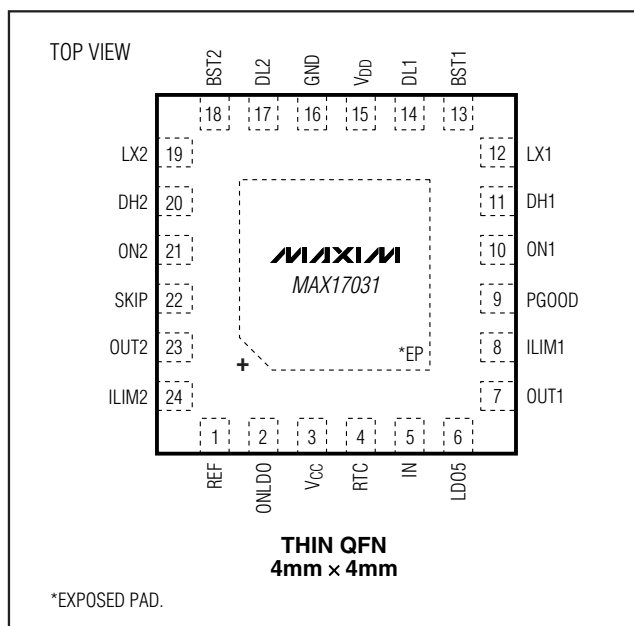 TOP VIEW
BST2 DL2 GND VDD DL1 BST1
18 17 16 15 14 13
LX2 19 12 LX1
DH2 20 11 DH1
ON2 21 10 ON1
MAXIM
MAX17031
SKIP 22 9 PGOOD
OUT2 23 8 ILIM1
*EP
+
ILIM2 24 7 OUT1
1 2 3 4 5 6
REF ONLDO VCC RTC IN LDO5
THIN QFN
4mm × 4mm
*EXPOSED PAD.